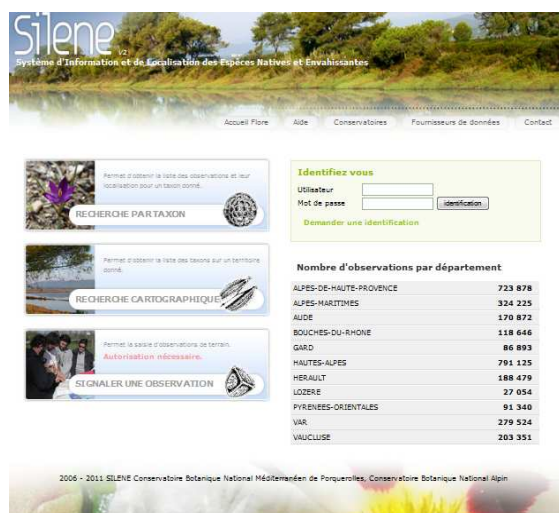 Silene
V2
Système d'Information et de Localisation des Espèces Natives et Envahissantes
Accueil Flore Aide Conservatoires Fournisseurs de données Contact
Permet d'obtenir la liste des observations et leur
localisation pour un taxon donné.
RECHERCHE PAR TAXON
Permet d'obtenir la liste des taxons sur un territoire
donné.
RECHERCHE CARTOGRAPHIQUE
Permet la saisie d'observations de terrain.
Autorisation nécessaire.
SIGNALER UNE OBSERVATION
Identifiez vous
Utilisateur
Mot de passe identification
Demander une identification
Nombre d'observations par département
ALPES-DE-HAUTE-PROVENCE 723 878
ALPES-MARITIMES 324 225
AUDE 170 872
BOUCHES-DU-RHONE 118 646
GARD 86 893
HAUTES-ALPES 791 125
HERAULT 188 479
LOZERE 27 054
PYRENEES-ORIENTALES 91 340
VAR 279 524
VAUCLUSE 203 351
2006 - 2011 SILENE Conservatoire Botanique National Méditerranéen de Porquerolles, Conservatoire Botanique National Alpin